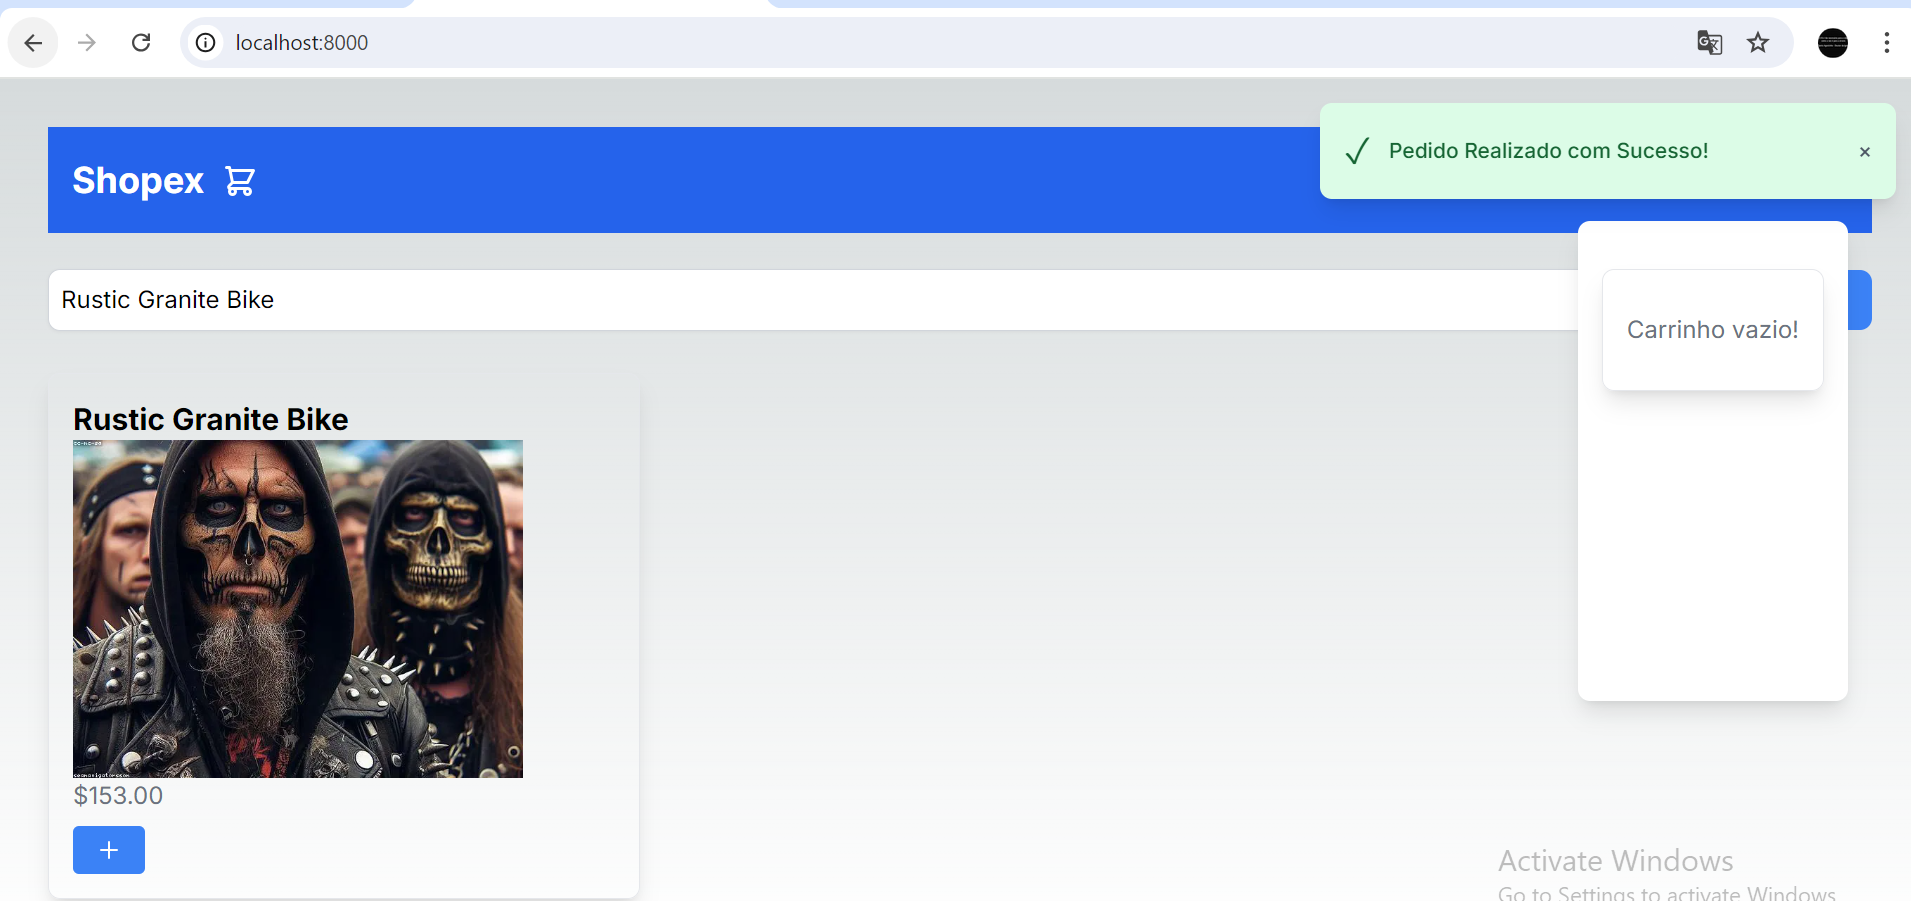 localhost:8000
Pedido Realizado com Sucesso!
Shopex
Rustic Granite Bike
Carrinho vazio!
Rustic Granite Bike
$153.00
Activate Windows
Go to Settings to activate Windows